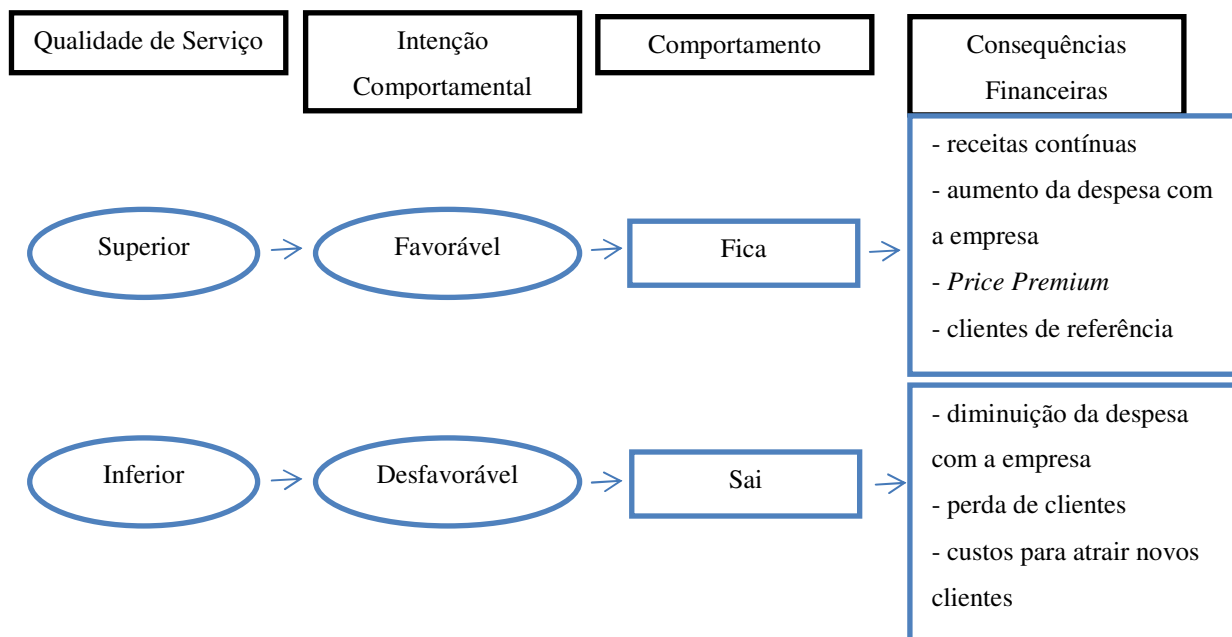 Qualidade de Serviço
Intenção
Comportamental
Comportamento
Consequências
Financeiras
Superior
Favorável
Fica
- receitas contínuas
- aumento da despesa com
a empresa
- Price Premium
- clientes de referência
Inferior
Desfavorável
Sai
- diminuição da despesa
com a empresa
- perda de clientes
- custos para atrair novos
clientes